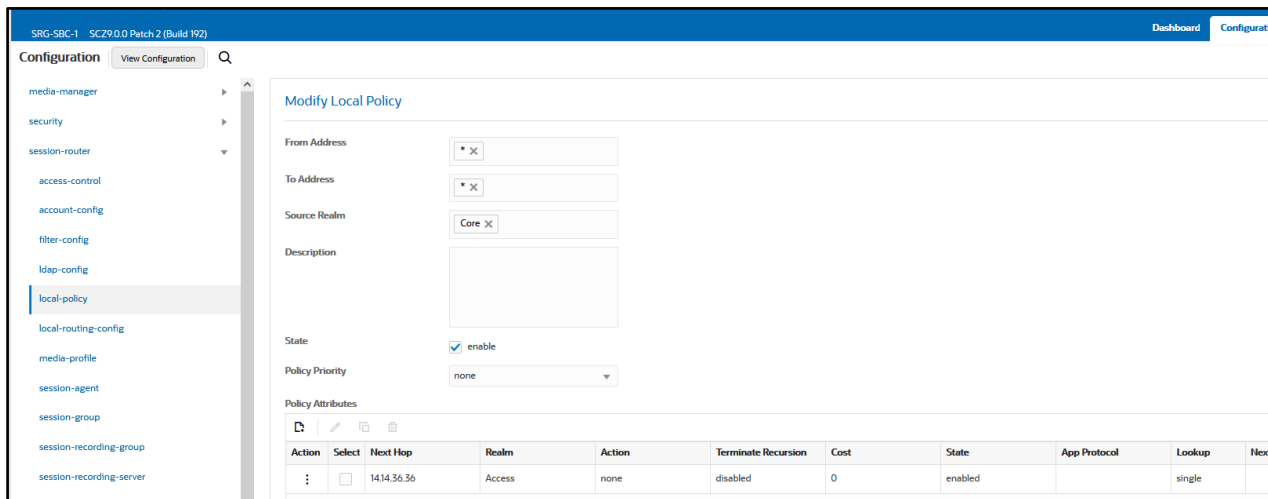 SRG-SBC-1 SCZ9.0.0 Patch 2 (Build 192)
Dashboard
Configurati
Configuration
View Configuration
media-manager
security
session-router
access-control
account-config
filter-config
ldap-config
local-policy
local-routing-config
media-profile
session-agent
session-group
session-recording-group
session-recording-server
Modify Local Policy
From Address
* X
To Address
* X
Source Realm
Core X
Description
State
enable
Policy Priority
none
Policy Attributes
Action Select Next Hop Realm Action Terminate Recursion Cost State App Protocol Lookup Nex
14.14.36.36 Access none disabled 0 enabled single